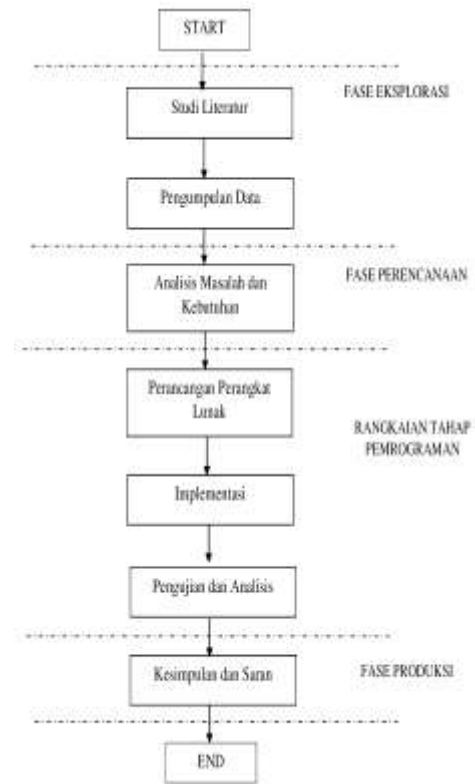 START
FASE EKSPLORASI
Studi Literatur
Pengumpulan Data
FASE PERENCANAAN
Analisis Masalah dan
Kebutuhan
Perancangan Perangkat
Lunak
RANGKAIAN TAHAP
PEMROGRAMAN
Implementasi
Pengujian dan Analisis
Kesimpulan dan Saran
FASE PRODUKSI
END